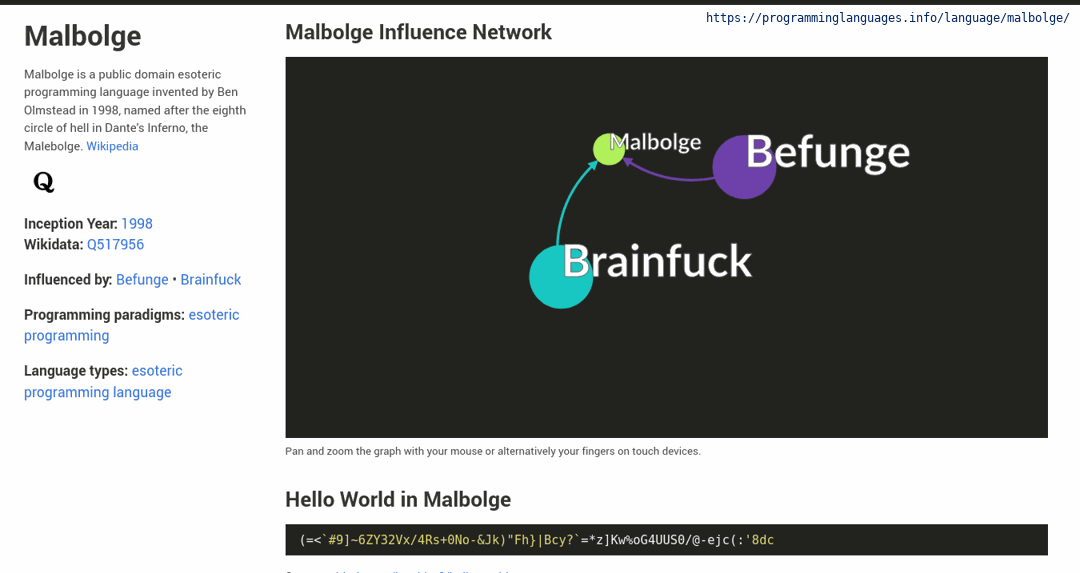 https://programminglanguages.info/language/malbolge/
Malbolge
Malbolge is a public domain esoteric
programming language invented by Ben
Olmstead in 1998, named after the eighth
circle of hell in Dante's Inferno, the
Malebolge. Wikipedia
Q
Inception Year: 1998
Wikidata: Q517956
Influenced by: Befunge • Brainfuck
Programming paradigms: esoteric
programming
Language types: esoteric
programming language
Malbolge Influence Network
Malbolge
Befunge
Brainfuck
Pan and zoom the graph with your mouse or alternatively your fingers on touch devices.
Hello World in Malbolge
(=<`#9]~6ZY32Vx/4Rs+0No-&Jk)"Fh}|Bcy?`=*z]Kw%oG4UUS0/@-ejc(:'8dc